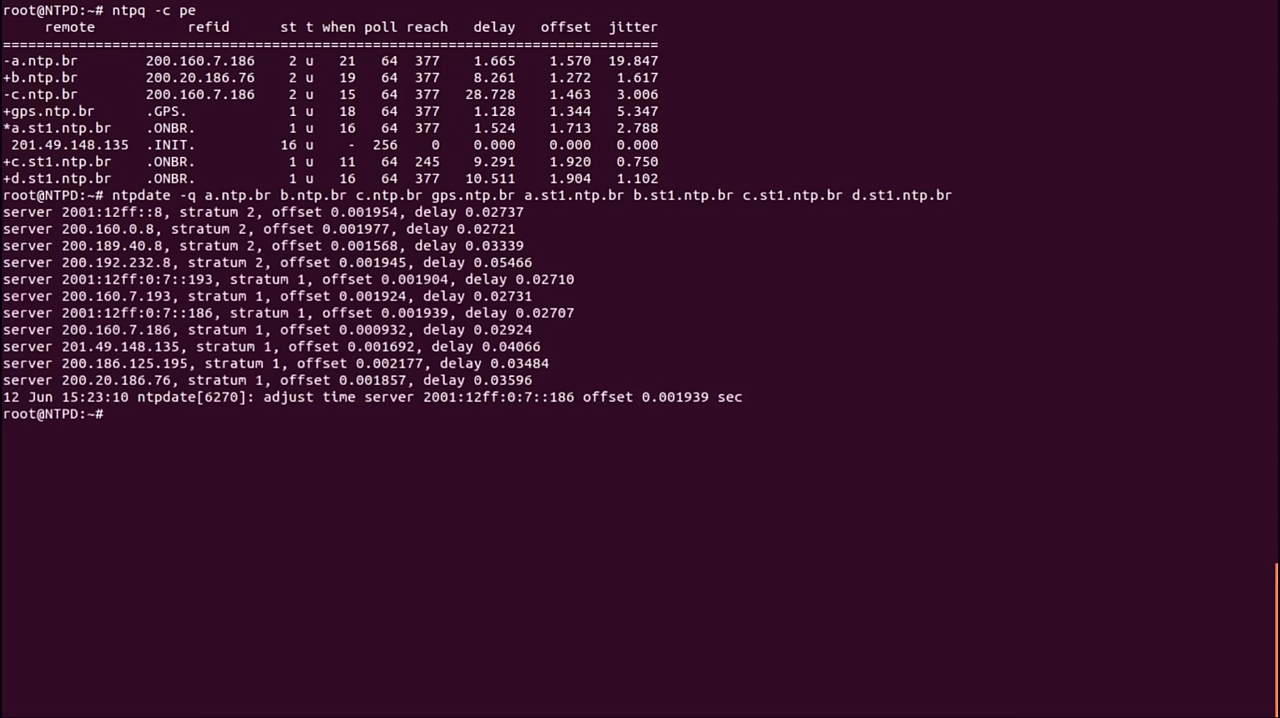 root@NTPD:~# ntpq -c pe
     remote           refid      st t when poll reach   delay   offset  jitter
==============================================================================
-a.ntp.br        200.160.7.186    2 u   21   64  377    1.665    1.570  19.847
+b.ntp.br        200.20.186.76    2 u   19   64  377    8.261    1.272   1.617
-c.ntp.br        200.160.7.186    2 u   15   64  377   28.728    1.463   3.006
+gps.ntp.br      .GPS.            1 u   18   64  377    1.128    1.344   5.347
*a.st1.ntp.br    .ONBR.           1 u   16   64  377    1.524    1.713   2.788
 201.49.148.135  .INIT.          16 u    -  256    0    0.000    0.000   0.000
+c.st1.ntp.br    .ONBR.           1 u   11   64  245    9.291    1.920   0.750
+d.st1.ntp.br    .ONBR.           1 u   16   64  377   10.511    1.904   1.102
root@NTPD:~# ntpdate -q a.ntp.br b.ntp.br c.ntp.br gps.ntp.br a.st1.ntp.br b.st1.ntp.br c.st1.ntp.br d.st1.ntp.br
server 2001:12ff::8, stratum 2, offset 0.001954, delay 0.02737
server 200.160.0.8, stratum 2, offset 0.001977, delay 0.02721
server 200.189.40.8, stratum 2, offset 0.001568, delay 0.03339
server 200.192.232.8, stratum 2, offset 0.001945, delay 0.05466
server 2001:12ff:0:7::193, stratum 1, offset 0.001904, delay 0.02710
server 200.160.7.193, stratum 1, offset 0.001924, delay 0.02731
server 2001:12ff:0:7::186, stratum 1, offset 0.001939, delay 0.02707
server 200.160.7.186, stratum 1, offset 0.000932, delay 0.02924
server 201.49.148.135, stratum 1, offset 0.001692, delay 0.04066
server 200.186.125.195, stratum 1, offset 0.002177, delay 0.03484
server 200.20.186.76, stratum 1, offset 0.001857, delay 0.03596
12 Jun 15:23:10 ntpdate[6270]: adjust time server 2001:12ff:0:7::186 offset 0.001939 sec
root@NTPD:~#